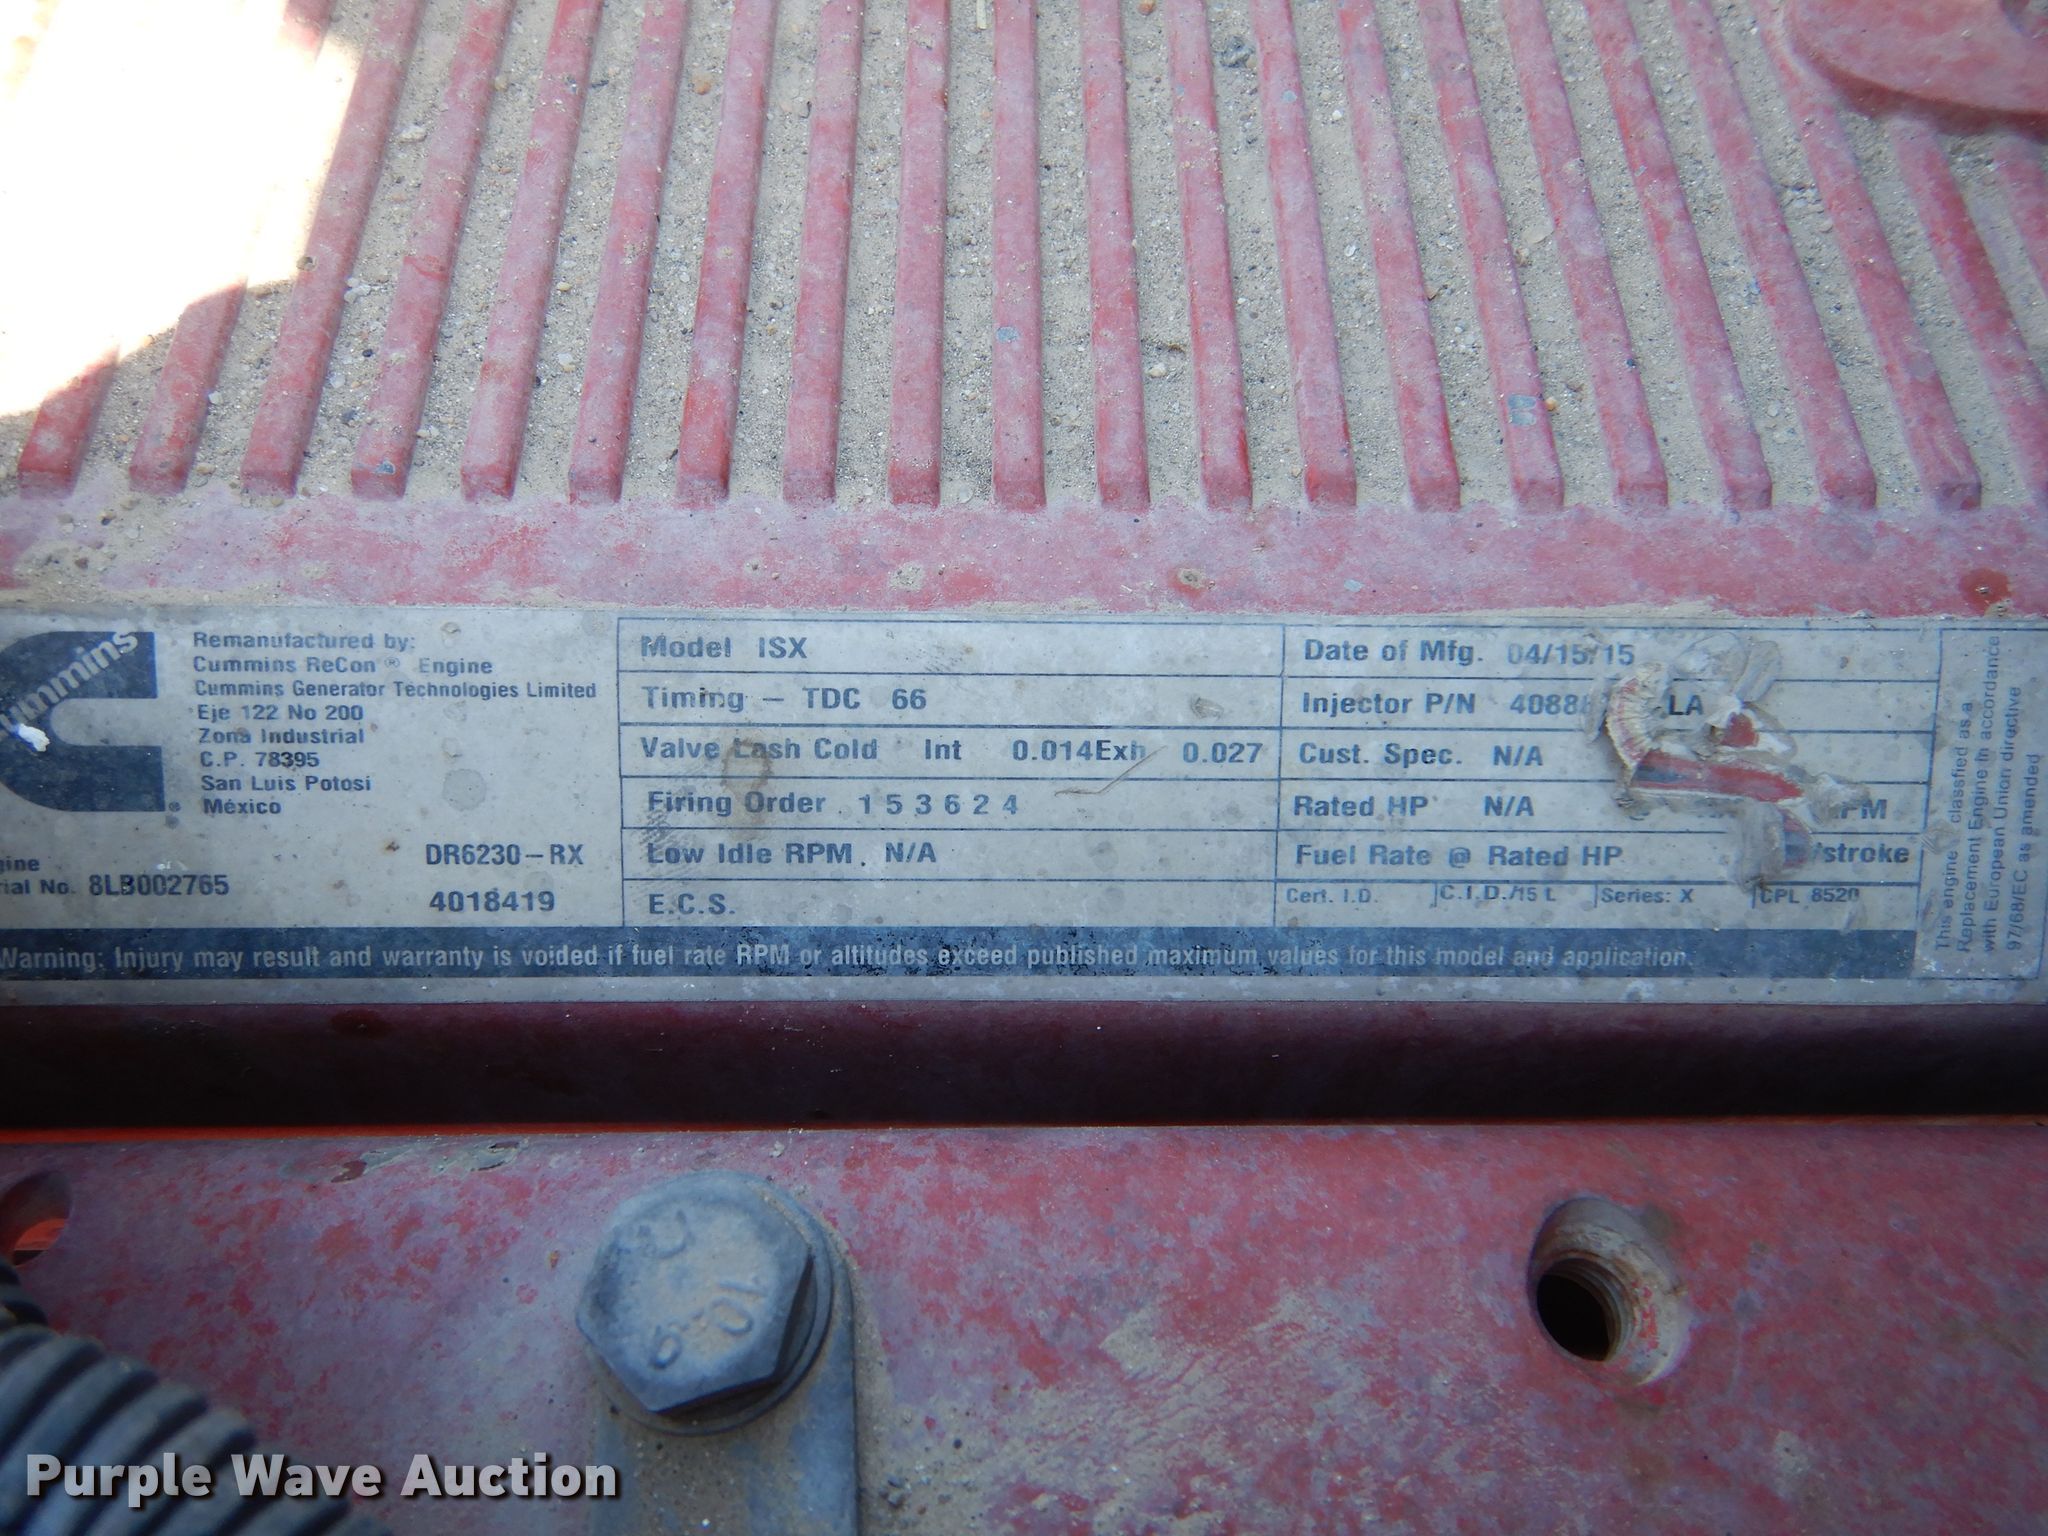 Cummins
Remanufactured by:
Cummins ReCon® Engine
Cummins Generator Technologies Limited
Eje 122 No 200
Zona Industrial
C.P. 78395
San Luis Potosi
México
DR6230-RX
No. 8LB002765
4018419
Model ISX
Timing - TDC 66
Valve Lash Cold Int 0.014 Exh 0.027
Firing Order 1 5 3 6 2 4
Low Idle RPM. N/A
E.C.S.
Date of Mfg. 04/15/15
Injector P/N LA
Cust. Spec. N/A
Rated HP N/A
Fuel Rate @ Rated HP /stroke
Cert. I.D. C.I.D./15 L Series: X CPL 8520
This engine classfied as a
Replacement Engine In accordance
with European Union directive
97/68/EC as amended
Warning: Injury may result and warranty is voided if fuel rate RPM or altitudes exceed published maximum values for this model and application.
10.9
Purple Wave Auction